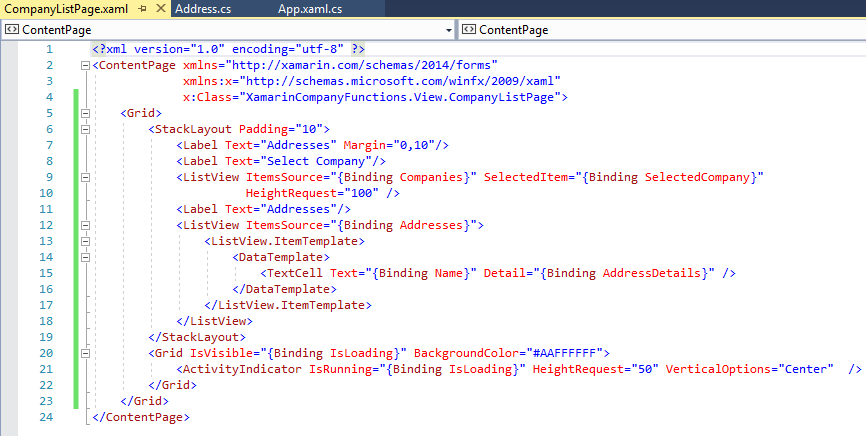 CompanyListPage.xaml Address.cs App.xaml.cs
ContentPage ContentPage
1 <?xml version="1.0" encoding="utf-8" ?>
2 <ContentPage xmlns="http://xamarin.com/schemas/2014/forms"
3 xmlns:x="http://schemas.microsoft.com/winfx/2009/xaml"
4 x:Class="XamarinCompanyFunctions.View.CompanyListPage">
5 <Grid>
6 <StackLayout Padding="10">
7 <Label Text="Addresses" Margin="0,10"/>
8 <Label Text="Select Company"/>
9 <ListView ItemsSource="{Binding Companies}" SelectedItem="{Binding SelectedCompany}"
10 HeightRequest="100" />
11 <Label Text="Addresses"/>
12 <ListView ItemsSource="{Binding Addresses}">
13 <ListView.ItemTemplate>
14 <DataTemplate>
15 <TextCell Text="{Binding Name}" Detail="{Binding AddressDetails}" />
16 </DataTemplate>
17 </ListView.ItemTemplate>
18 </ListView>
19 </StackLayout>
20 <Grid IsVisible="{Binding IsLoading}" BackgroundColor="#AAFFFFFF">
21 <ActivityIndicator IsRunning="{Binding IsLoading}" HeightRequest="50" VerticalOptions="Center" />
22 </Grid>
23 </Grid>
24 </ContentPage>